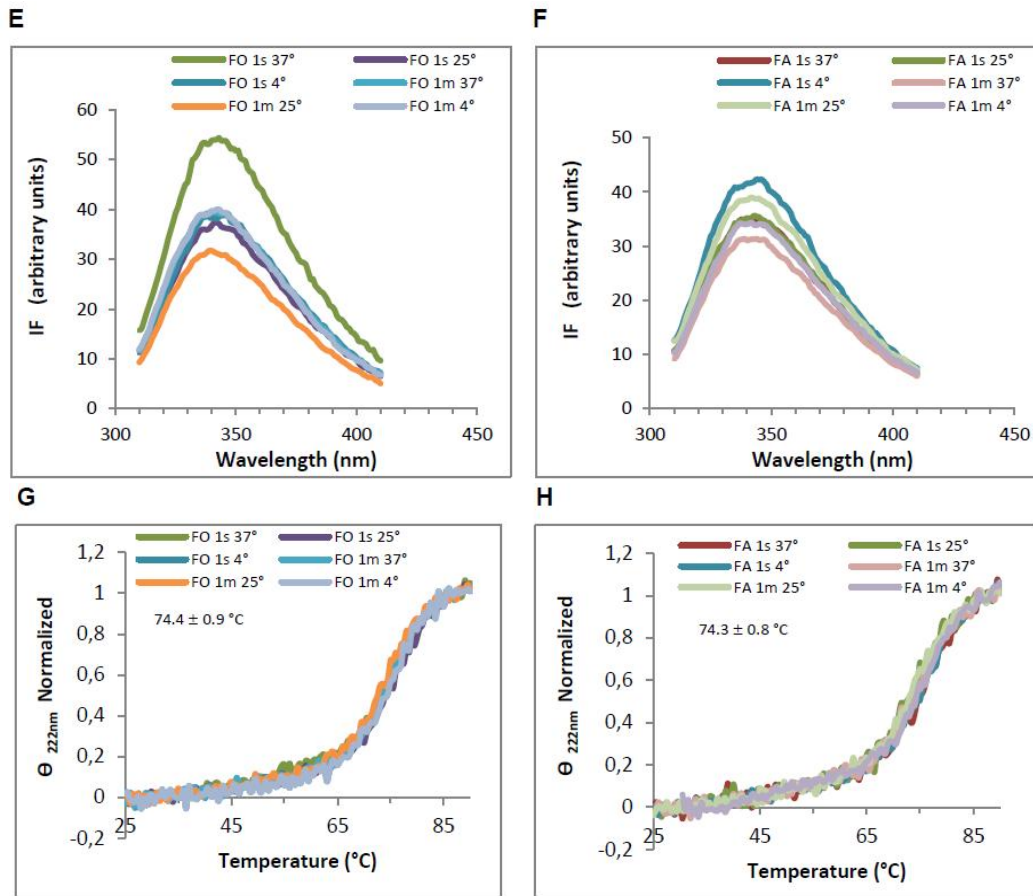 E
FO 1s 37° FO 1s 25°
FO 1s 4° FO 1m 37°
FO 1m 25° FO 1m 4°
60
50
40
30
20
10
0
IF (arbitrary units)
300 350 400 450
Wavelength (nm)
F
FA 1s 37° FA 1s 25°
FA 1s 4° FA 1m 37°
FA 1m 25° FA 1m 4°
50
40
30
20
10
0
IF (arbitrary units)
300 350 400 450
Wavelength (nm)
G
FO 1s 37° FO 1s 25°
FO 1s 4° FO 1m 37°
FO 1m 25° FO 1m 4°
74.4 ± 0.9 °C
1,2
1
0,8
0,6
0,4
0,2
0
-0,2
Θ 222nm Normalized
25 45 65 85
Temperature (°C)
H
FA 1s 37° FA 1s 25°
FA 1s 4° FA 1m 37°
FA 1m 25° FA 1m 4°
74.3 ± 0.8 °C
1,2
1
0,8
0,6
0,4
0,2
0
-0,2
Θ 222nm Normalized
25 45 65 85
Temperature (°C)